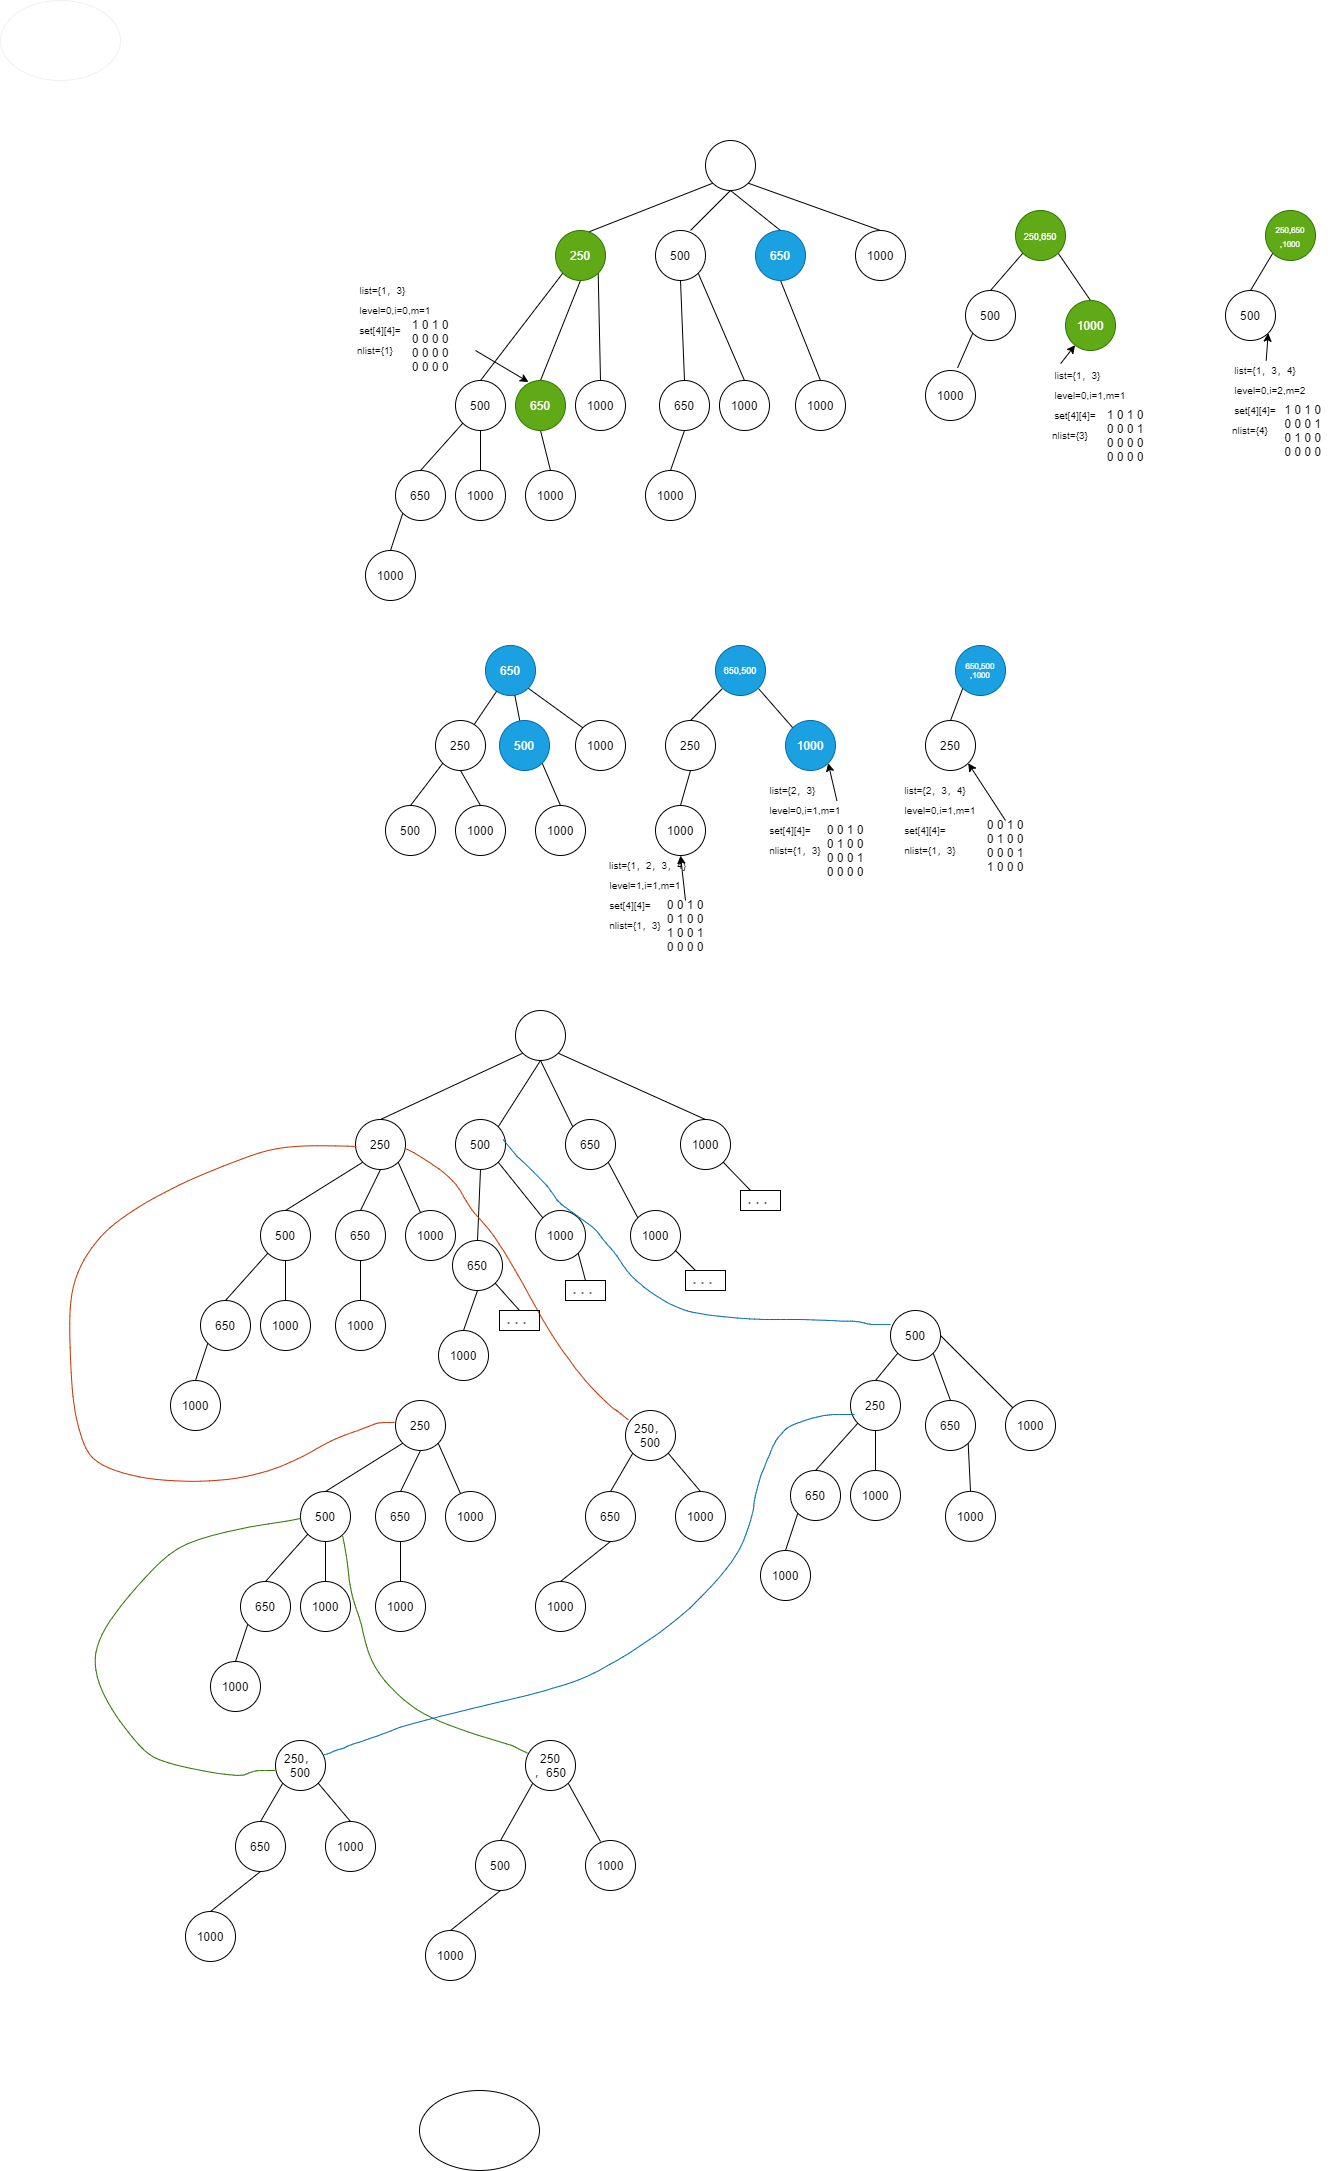 250
500
650
1000
500
650
1000
650
1000
1000
650
1000
1000
1000
1000
list={1, 3}
level=0,i=0,m=1
set[4][4]=
1 0 1 0
0 0 0 0
0 0 0 0
0 0 0 0
nlist={1}
250,650
500
1000
1000
list={1, 3}
level=0,i=1,m=1
set[4][4]=
1 0 1 0
0 0 0 1
0 0 0 0
0 0 0 0
nlist={3}
250,650
,1000
500
list={1, 3, 4}
level=0,i=2,m=2
set[4][4]=
1 0 1 0
0 0 0 1
0 1 0 0
0 0 0 0
nlist={4}
650
250
500
1000
500
1000
1000
650,500
250
1000
1000
list={2, 3}
level=0,i=1,m=1
set[4][4]=
0 0 1 0
0 1 0 0
0 0 0 1
0 0 0 0
nlist={1, 3}
list={1, 2, 3, 4}
level=1,i=1,m=1
set[4][4]=
0 0 1 0
0 1 0 0
1 0 0 1
0 0 0 0
nlist={1, 3}
650,500
,1000
250
list={2, 3, 4}
level=0,i=1,m=1
set[4][4]=
0 0 1 0
0 1 0 0
0 0 0 1
1 0 0 0
nlist={1, 3}
250
500
650
1000
...
500
650
1000
650
1000
1000
...
...
...
650
1000
1000
1000
1000
500
250
650
1000
650
1000
1000
1000
250
500
650
1000
650
1000
1000
1000
250,
500
650
1000
1000
250,
500
650
1000
1000
250
, 650
500
1000
1000